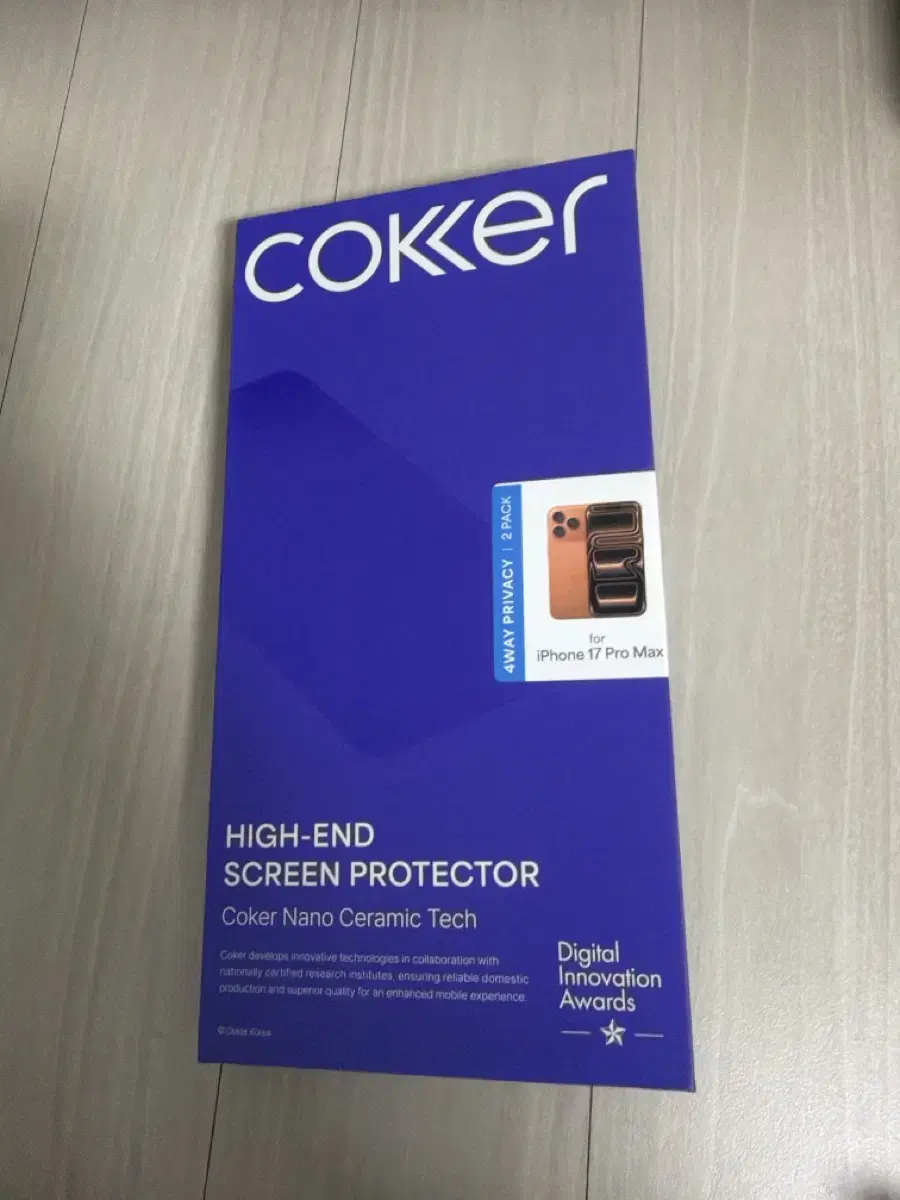 coker
4WAY PRIVACY | 2 PACK
for
iPhone 17 Pro Max
HIGH-END
SCREEN PROTECTOR
Coker Nano Ceramic Tech
Coker develops innovative technologies in collaboration with
nationally certified research institutes, ensuring reliable domestic
production and superior quality for an enhanced mobile experience.
© Coker Korea
Digital
Innovation
Awards